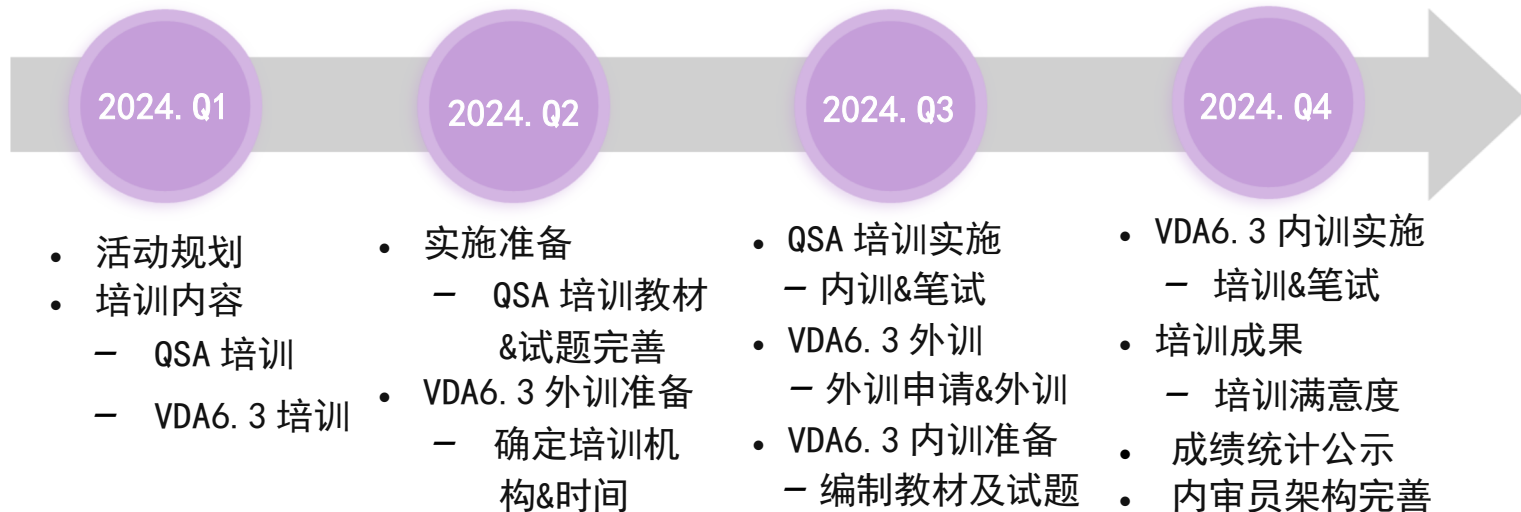 2024. Q1
2024. Q2
2024. Q3
2024. Q4
• 活动规划
• 培训内容
– QSA 培训
– VDA6. 3 培训
• 实施准备
– QSA 培训教材
&试题完善
• VDA6. 3 外训准备
– 确定培训机
构&时间
• QSA 培训实施
– 内训&笔试
• VDA6. 3 外训
– 外训申请&外训
• VDA6. 3 内训准备
– 编制教材及试题
• VDA6. 3 内训实施
– 培训&笔试
• 培训成果
– 培训满意度
• 成绩统计公示
• 内审员架构完善